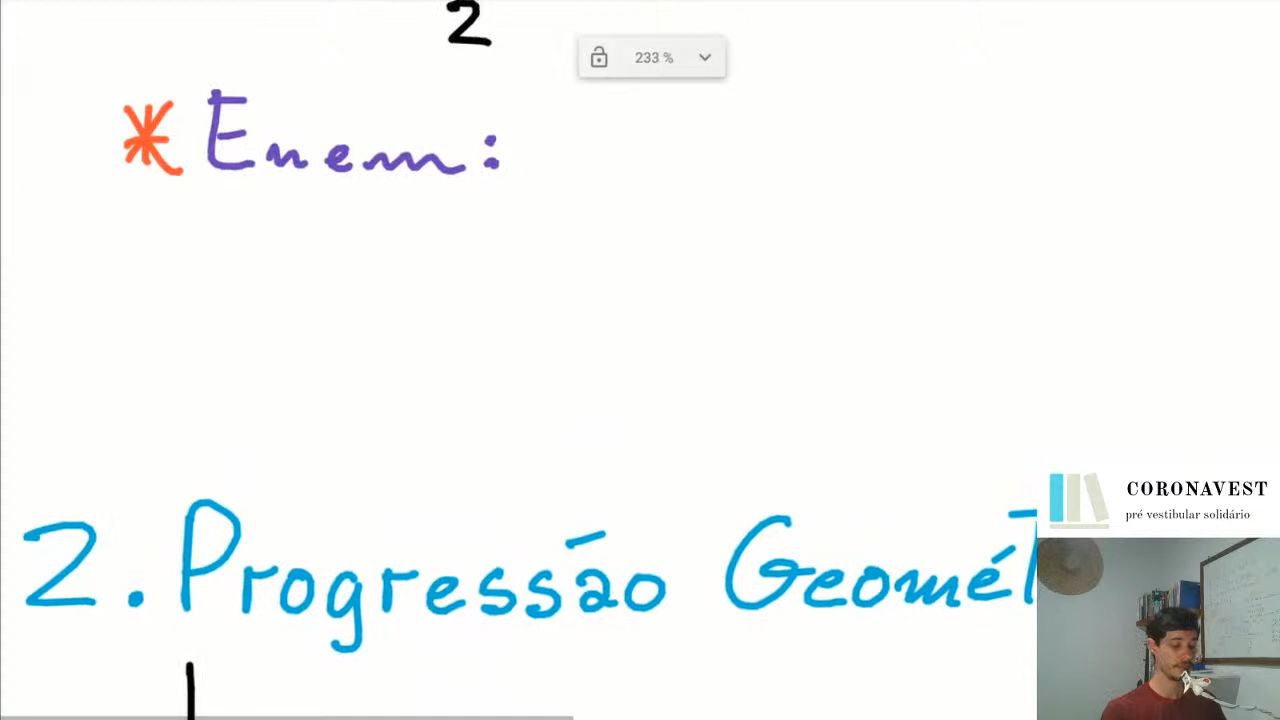 2
233 %
* Enem:
CORONAVEST
pré vestibular solidário
2. Progressão Geomét